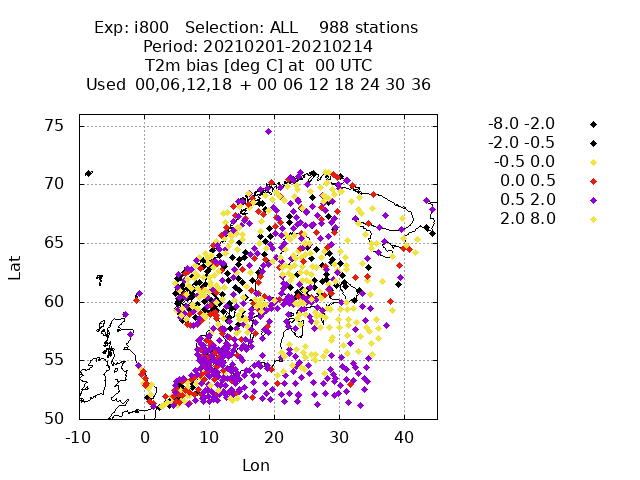 Exp: i800   Selection: ALL    988 stations
Period: 20210201-20210214
T2m bias [deg C] at  00 UTC
Used  00,06,12,18 + 00 06 12 18 24 30 36
75
70
65
60
55
50
-10 0 10 20 30 40
Lat
Lon
-8.0 -2.0
-2.0 -0.5
-0.5 0.0
0.0 0.5
0.5 2.0
2.0 8.0